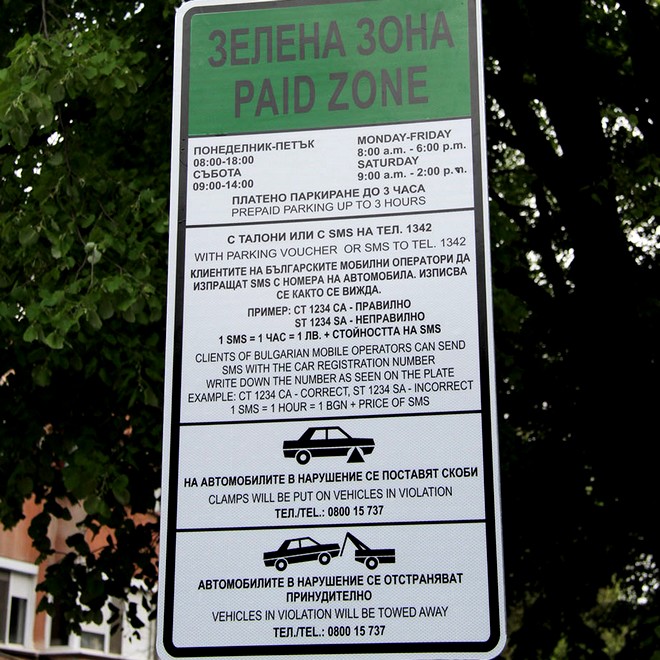 ЗЕЛЕНА ЗОНА
PAID ZONE
ПОНЕДЕЛНИК-ПЕТЪК
08:00-18:00
СЪБОТА
09:00-14:00
MONDAY-FRIDAY
8:00 a.m. - 6:00 p.m.
SATURDAY
9:00 a.m. - 2:00 p.m.
ПЛАТЕНО ПАРКИРАНЕ ДО 3 ЧАСА
PREPAID PARKING UP TO 3 HOURS
С ТАЛОНИ ИЛИ С SMS НА ТЕЛ. 1342
WITH PARKING VOUCHER OR SMS TO TEL. 1342
КЛИЕНТИТЕ НА БЪЛГАРСКИТЕ МОБИЛНИ ОПЕРАТОРИ ДА
ИЗПРАЩАТ SMS С НОМЕРА НА АВТОМОБИЛА. ИЗПИСВА
СЕ КАКТО СЕ ВИЖДА.
ПРИМЕР: CT 1234 CA - ПРАВИЛНО
ST 1234 SA - НЕПРАВИЛНО
1 SMS = 1 ЧАС = 1 ЛВ. + СТОЙНОСТТА НА SMS
CLIENTS OF BULGARIAN MOBILE OPERATORS CAN SEND
SMS WITH THE CAR REGISTRATION NUMBER
WRITE DOWN THE NUMBER AS SEEN ON THE PLATE
EXAMPLE: CT 1234 CA - CORRECT, ST 1234 SA - INCORRECT
1 SMS = 1 HOUR = 1 BGN + PRICE OF SMS
НА АВТОМОБИЛИТЕ В НАРУШЕНИЕ СЕ ПОСТАВЯТ СКОБИ
CLAMPS WILL BE PUT ON VEHICLES IN VIOLATION
ТЕЛ./TEL.: 0800 15 737
АВТОМОБИЛИТЕ В НАРУШЕНИЕ СЕ ОТСТРАНЯВАТ
ПРИНУДИТЕЛНО
VEHICLES IN VIOLATION WILL BE TOWED AWAY
ТЕЛ./TEL.: 0800 15 737